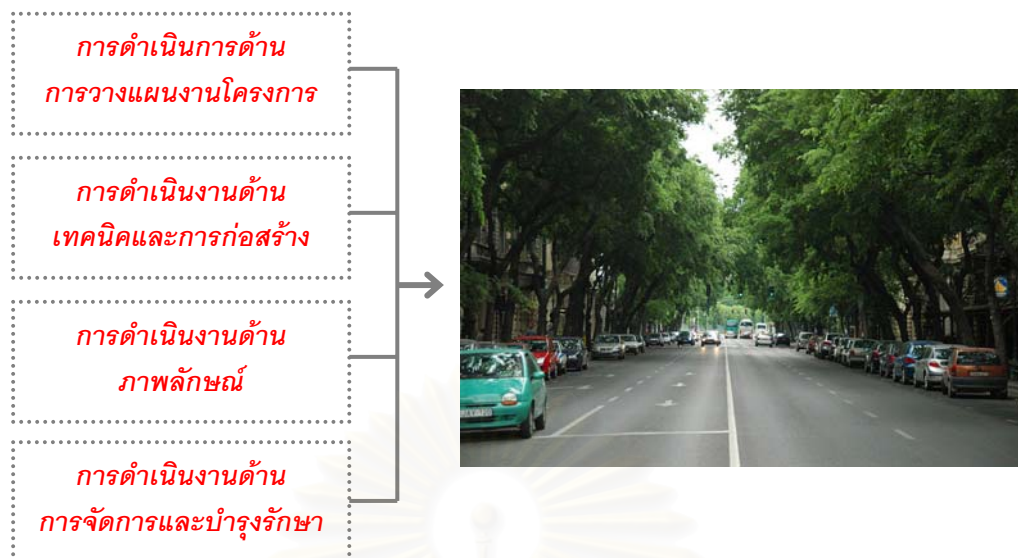 การดำเนินการด้าน
การวางแผนงานโครงการ
การดำเนินงานด้าน
เทคนิคและการก่อสร้าง
การดำเนินงานด้าน
ภาพลักษณ์
การดำเนินงานด้าน
การจัดการและบำรุงรักษา